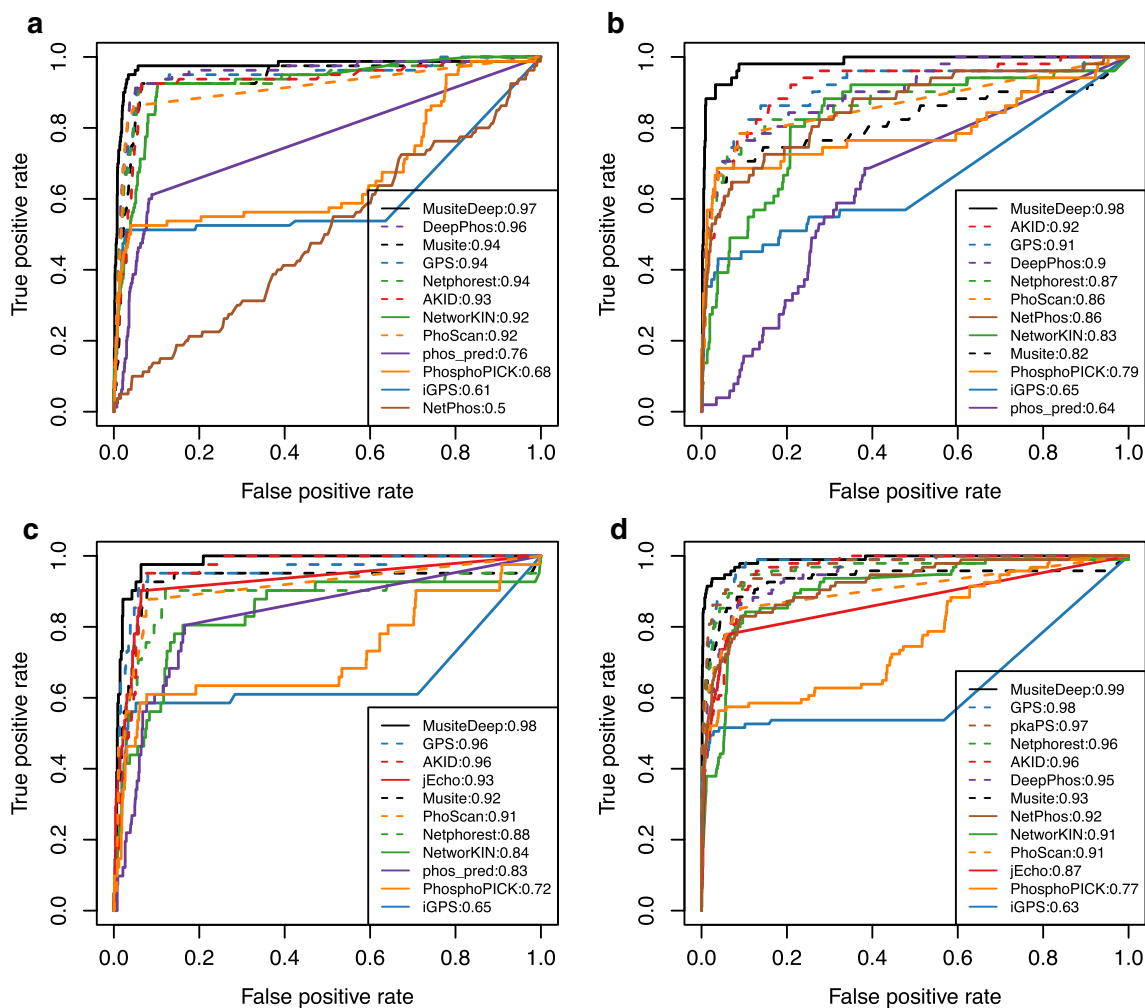 a
True positive rate
1.0
0.8
0.6
0.4
0.2
0.0
MusiteDeep:0.97
DeepPhos:0.96
Musite:0.94
GPS:0.94
Netphorest:0.94
AKID:0.93
NetworKIN:0.92
PhoScan:0.92
phos_pred:0.76
PhosphoPICK:0.68
iGPS:0.61
NetPhos:0.5
0.0 0.2 0.4 0.6 0.8 1.0
False positive rate
b
True positive rate
1.0
0.8
0.6
0.4
0.2
0.0
MusiteDeep:0.98
AKID:0.92
GPS:0.91
DeepPhos:0.9
Netphorest:0.87
PhoScan:0.86
NetPhos:0.86
NetworKIN:0.83
Musite:0.82
PhosphoPICK:0.79
iGPS:0.65
phos_pred:0.64
0.0 0.2 0.4 0.6 0.8 1.0
False positive rate
c
True positive rate
1.0
0.8
0.6
0.4
0.2
0.0
MusiteDeep:0.98
GPS:0.96
AKID:0.96
jEcho:0.93
Musite:0.92
PhoScan:0.91
Netphorest:0.88
NetworKIN:0.84
phos_pred:0.83
PhosphoPICK:0.72
iGPS:0.65
0.0 0.2 0.4 0.6 0.8 1.0
False positive rate
d
True positive rate
1.0
0.8
0.6
0.4
0.2
0.0
MusiteDeep:0.99
GPS:0.98
pkaPS:0.97
Netphorest:0.96
AKID:0.96
DeepPhos:0.95
Musite:0.93
NetPhos:0.92
NetworKIN:0.91
PhoScan:0.91
jEcho:0.87
PhosphoPICK:0.77
iGPS:0.63
0.0 0.2 0.4 0.6 0.8 1.0
False positive rate